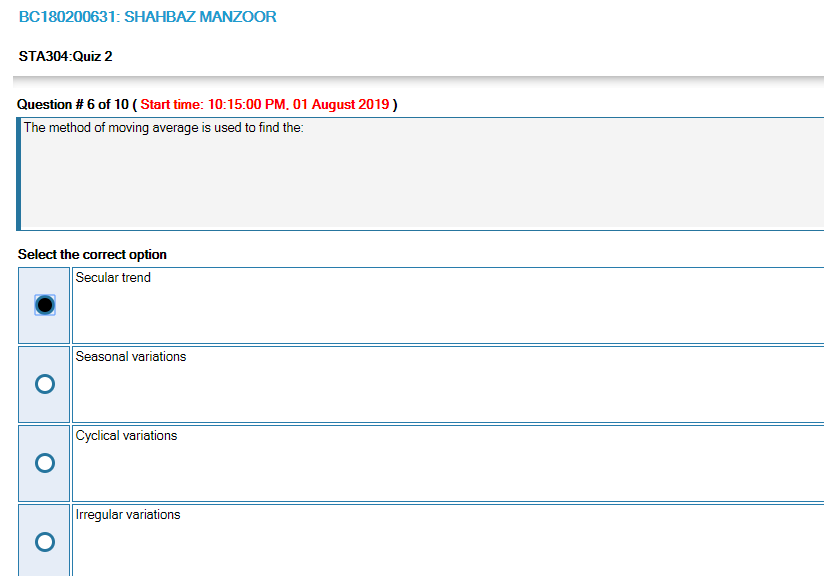 BC180200631: SHAHBAZ MANZOOR
STA304:Quiz 2
Question # 6 of 10 ( Start time: 10:15:00 PM, 01 August 2019 )
The method of moving average is used to find the:
Select the correct option
Secular trend
Seasonal variations
Cyclical variations
Irregular variations